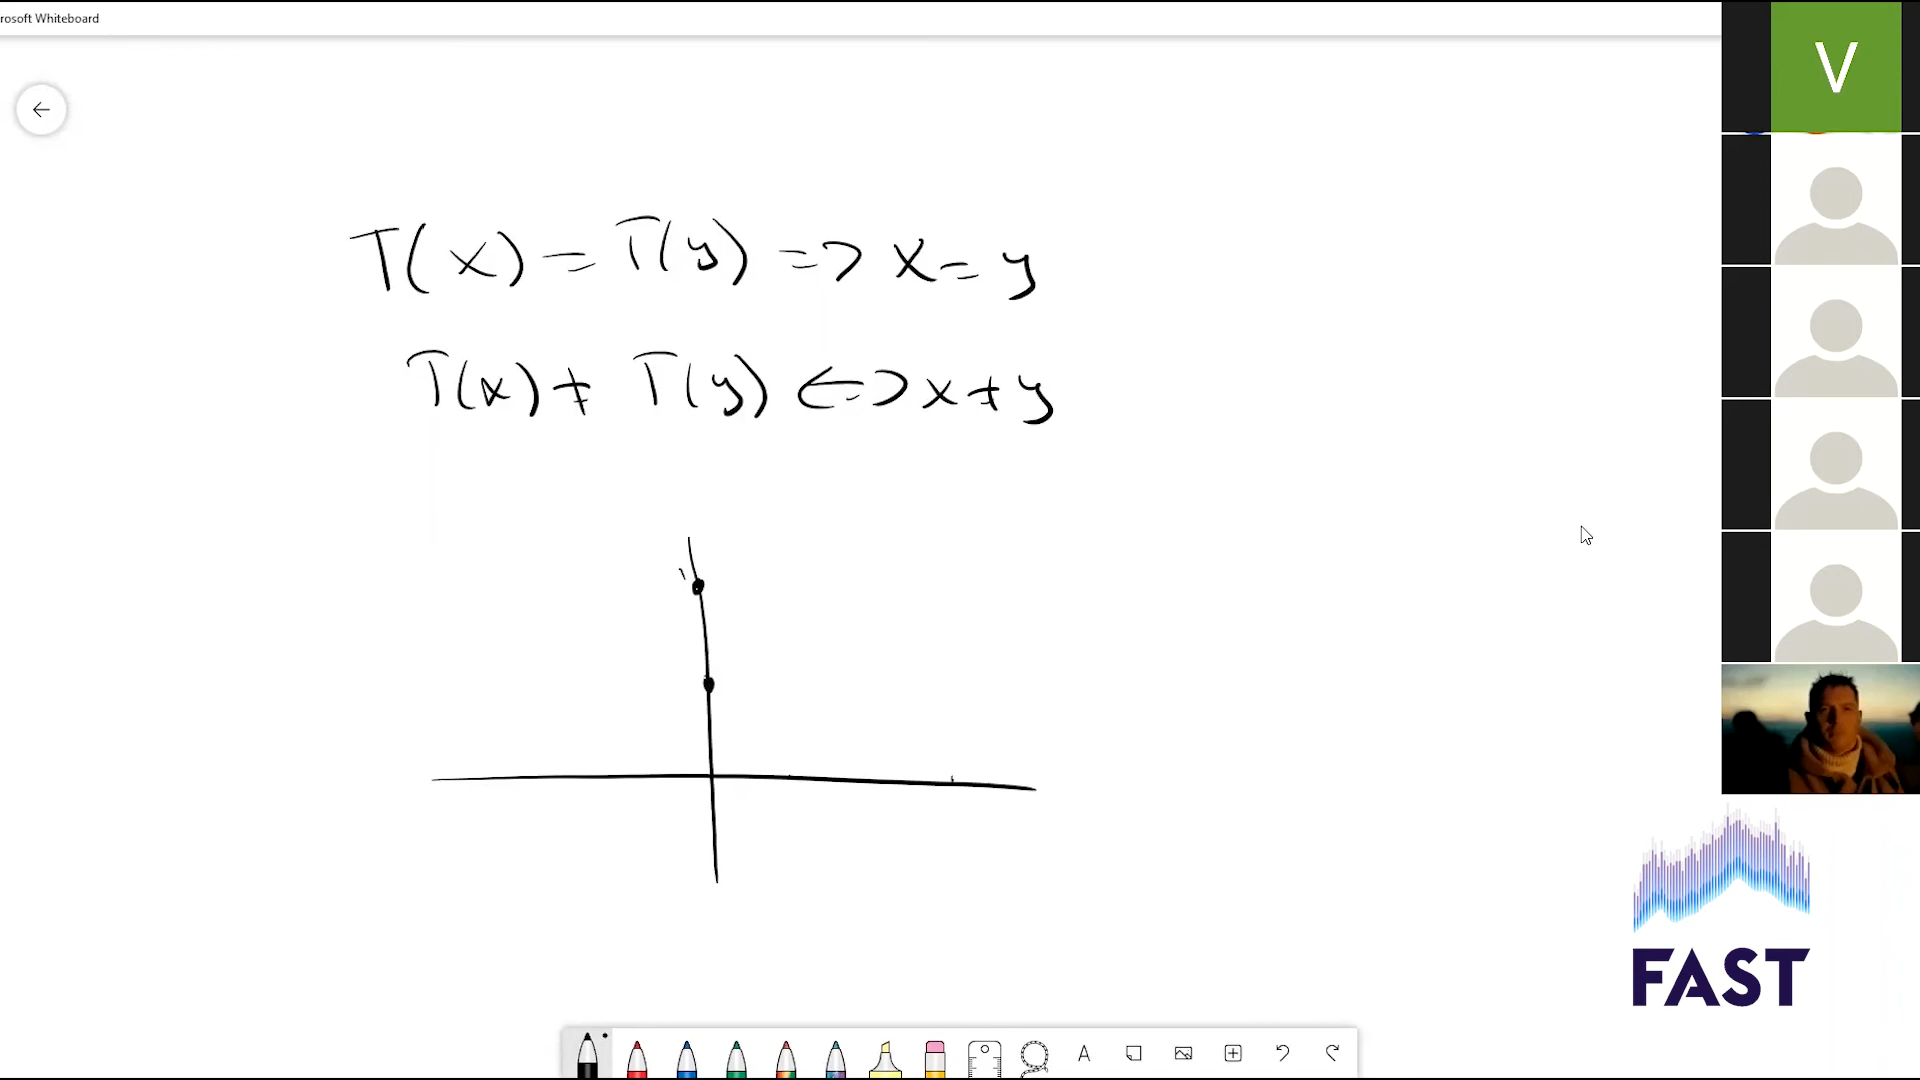 rosoft Whiteboard
V
T(x) = T(y) => x = y
T(x) ≠ T(y) <=> x ≠ y
FAST
A